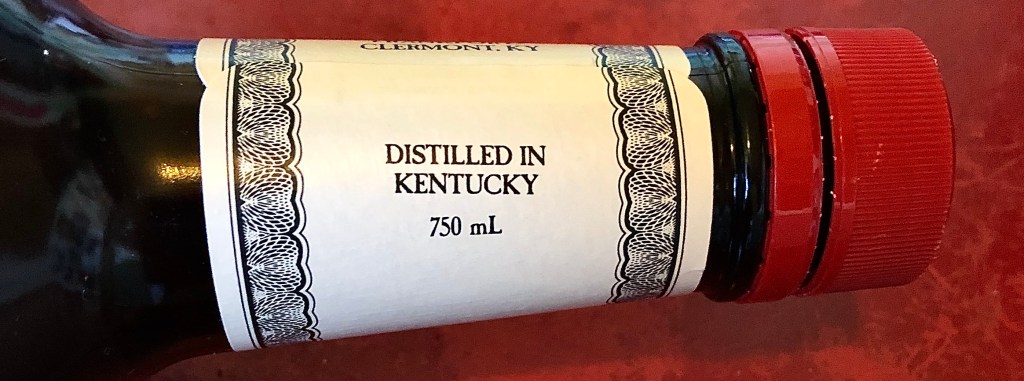 CLERMONT, KY
DISTILLED IN
KENTUCKY
750 mL